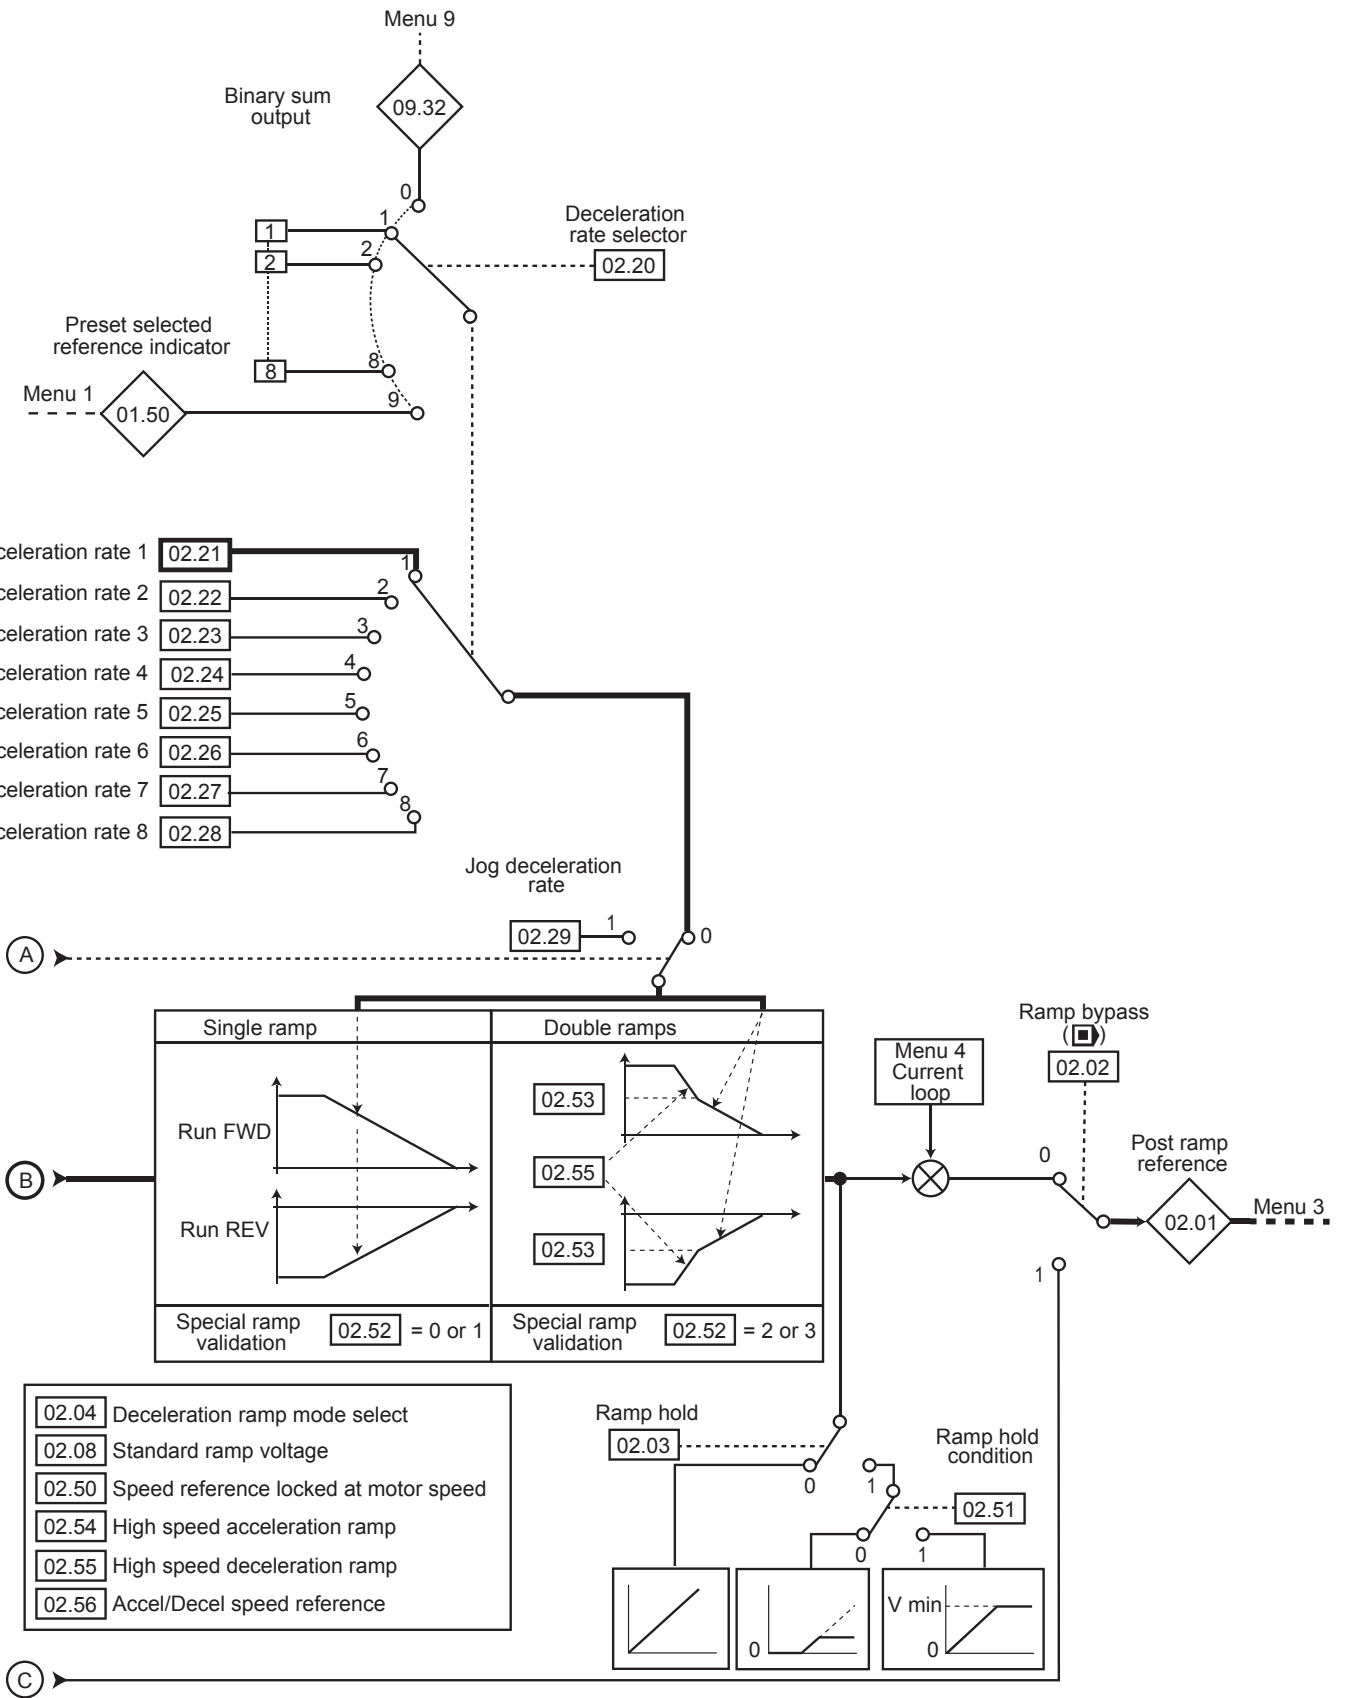 Menu 9
Binary sum
output
09.32
0
1
1
2
2
Deceleration
rate selector
02.20
Preset selected
reference indicator
8
8
Menu 1
01.50
9
celeration rate 1
02.21
1
celeration rate 2
02.22
2
celeration rate 3
02.23
3
celeration rate 4
02.24
4
celeration rate 5
02.25
5
celeration rate 6
02.26
6
celeration rate 7
02.27
7
celeration rate 8
02.28
8
Jog deceleration
rate
02.29
1
0
A
Single ramp
Double ramps
Ramp bypass
02.02
Menu 4
Current
loop
02.53
Run FWD
B
02.55
Run REV
02.53
0
Post ramp
reference
02.01
Menu 3
1
Special ramp
validation
02.52 = 0 or 1
Special ramp
validation
02.52 = 2 or 3
02.04 Deceleration ramp mode select
02.08 Standard ramp voltage
02.50 Speed reference locked at motor speed
02.54 High speed acceleration ramp
02.55 High speed deceleration ramp
02.56 Accel/Decel speed reference
Ramp hold
02.03
0
1
Ramp hold
condition
02.51
0
1
0
V min
0
C